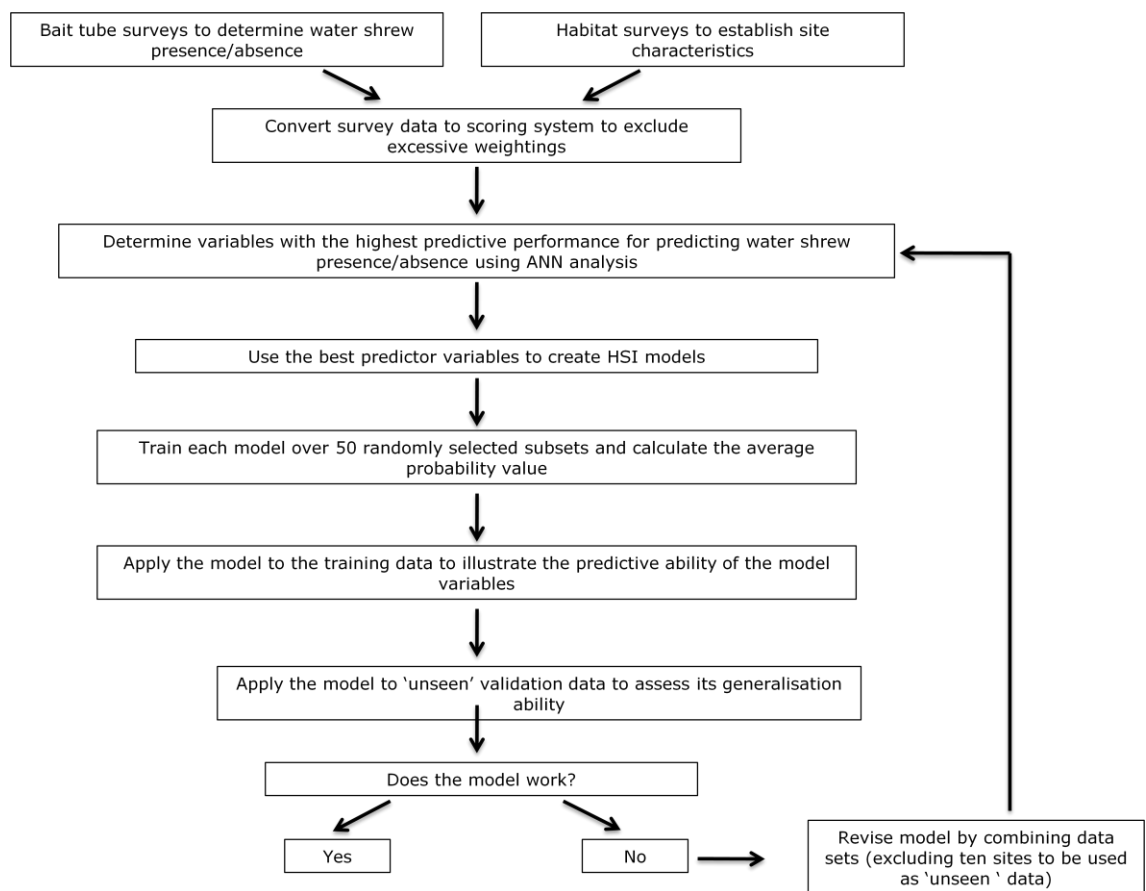 Bait tube surveys to determine water shrew
presence/absence
Habitat surveys to establish site
characteristics
Convert survey data to scoring system to exclude
excessive weightings
Determine variables with the highest predictive performance for predicting water shrew
presence/absence using ANN analysis
Use the best predictor variables to create HSI models
Train each model over 50 randomly selected subsets and calculate the average
probability value
Apply the model to the training data to illustrate the predictive ability of the model
variables
Apply the model to ‘unseen’ validation data to assess its generalisation
ability
Does the model work?
Yes
No
Revise model by combining data
sets (excluding ten sites to be used
as ‘unseen ‘ data)